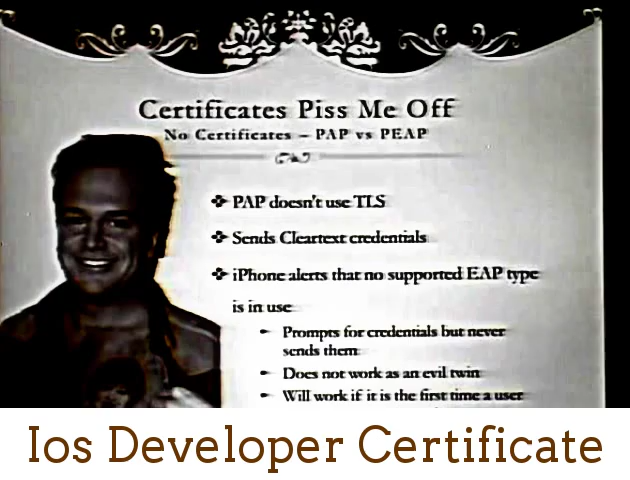 Certificates Piss Me Off
No Certificates – PAP vs PEAP
❖ PAP doesn't use TLS
❖ Sends Cleartext credentials
❖ iPhone alerts that no supported EAP type
is in use
- Prompts for credentials but never
sends them
- Does not work as an evil twin
- Will work if it is the first time a user
Ios Developer Certificate